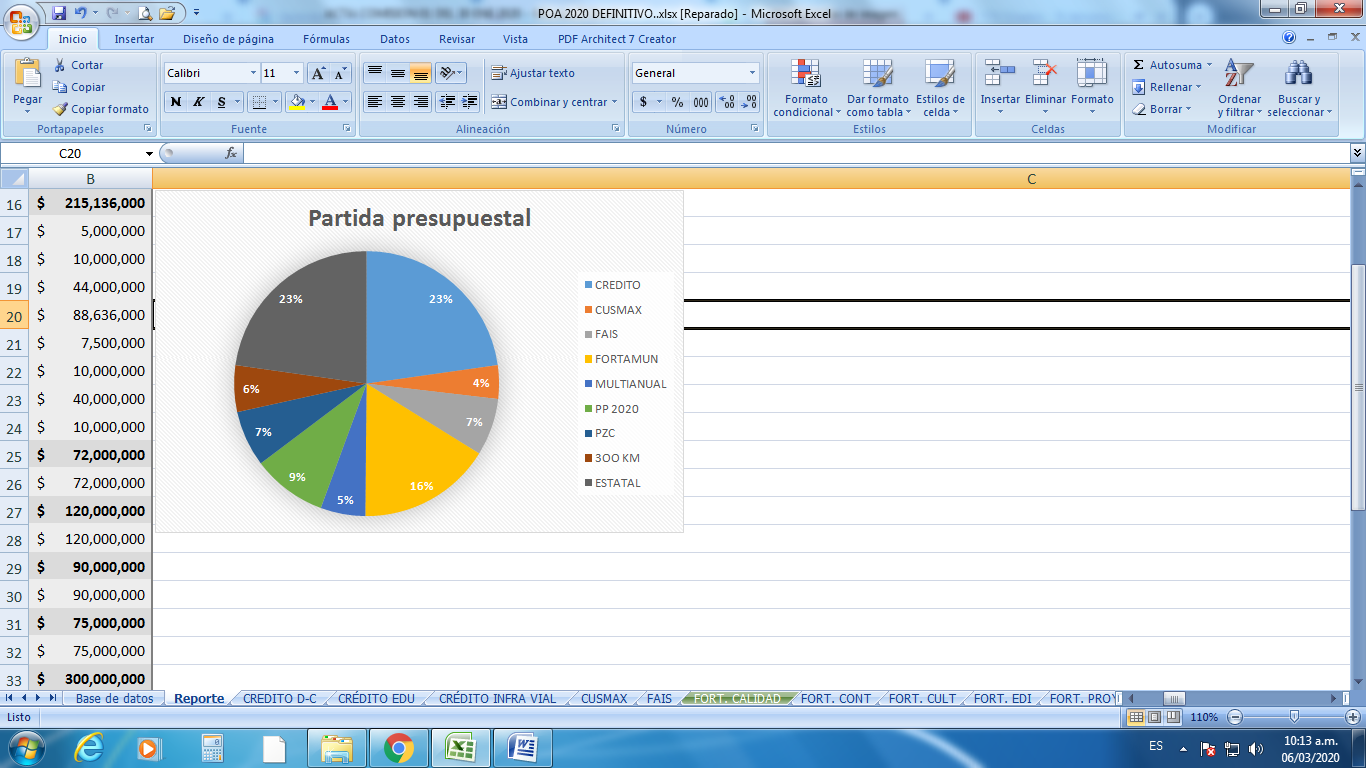 POA 2020 DEFINITIVO..xlsx [Reparado] - Microsoft Excel
Inicio Insertar Diseño de página Fórmulas Datos Revisar Vista PDF Architect 7 Creator
Pegar
Cortar
Copiar
Copiar formato
Portapapeles
Calibri 11
N K S
Fuente
Ajustar texto
Combinar y centrar
Alineación
General
$ % 000
Número
Formato condicional
Dar formato como tabla
Estilos de celda
Estilos
Insertar Eliminar Formato
Celdas
Σ Autosuma
Rellenar
Borrar
Ordenar y filtrar
Buscar y seleccionar
Modificar
C20 fx
B C
16 $ 215,136,000
17 $ 5,000,000
18 $ 10,000,000
19 $ 44,000,000
20 $ 88,636,000
21 $ 7,500,000
22 $ 10,000,000
23 $ 40,000,000
24 $ 10,000,000
25 $ 72,000,000
26 $ 72,000,000
27 $ 120,000,000
28 $ 120,000,000
29 $ 90,000,000
30 $ 90,000,000
31 $ 75,000,000
32 $ 75,000,000
33 $ 300,000,000
Partida presupuestal
23%
4%
7%
16%
5%
9%
7%
6%
23%
CREDITO
CUSMAX
FAIS
FORTAMUN
MULTIANUAL
PP 2020
PZC
3OO KM
ESTATAL
Base de datos Reporte CREDITO D-C CRÉDITO EDU CRÉDITO INFRA VIAL CUSMAX FAIS FORT. CALIDAD FORT. CONT FORT. CULT FORT. EDI FORT. PROY
Listo 110%
ES 10:13 a.m.
06/03/2020